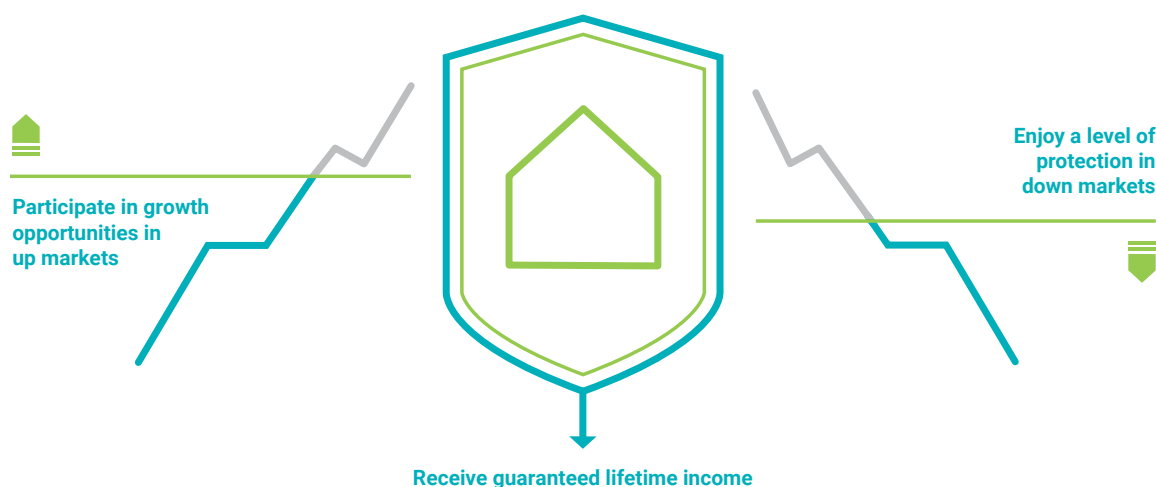 Participate in growth
opportunities in
up markets
Enjoy a level of
protection in
down markets
Receive guaranteed lifetime income